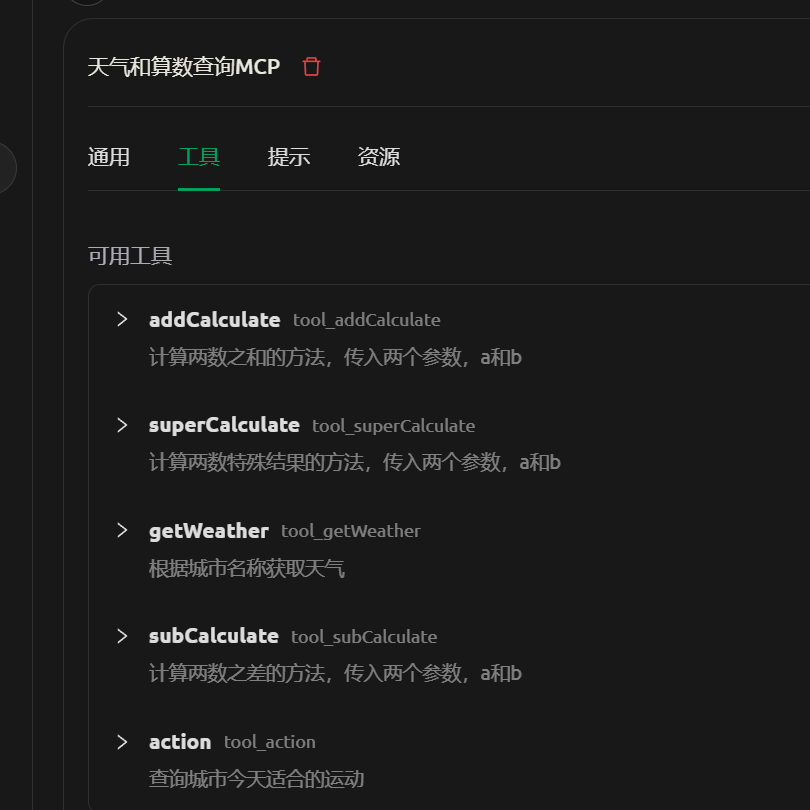 天气和算数查询MCP
通用 工具 提示 资源
可用工具
addCalculate tool_addCalculate
计算两数之和的方法，传入两个参数，a和b
superCalculate tool_superCalculate
计算两数特殊结果的方法，传入两个参数，a和b
getWeather tool_getWeather
根据城市名称获取天气
subCalculate tool_subCalculate
计算两数之差的方法，传入两个参数，a和b
action tool_action
查询城市今天适合的运动